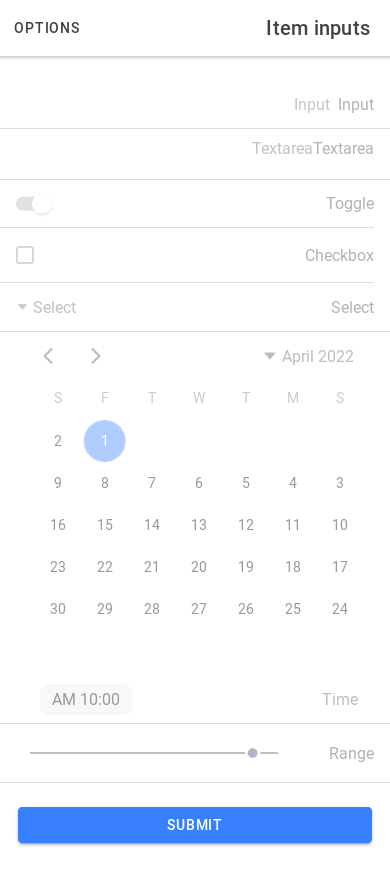 OPTIONS Item inputs
Input Input
Textarea Textarea
Toggle
Checkbox
Select Select
April 2022
S F T W T M S
2 1
9 8 7 6 5 4 3
16 15 14 13 12 11 10
23 22 21 20 19 18 17
30 29 28 27 26 25 24
AM 10:00 Time
Range
SUBMIT